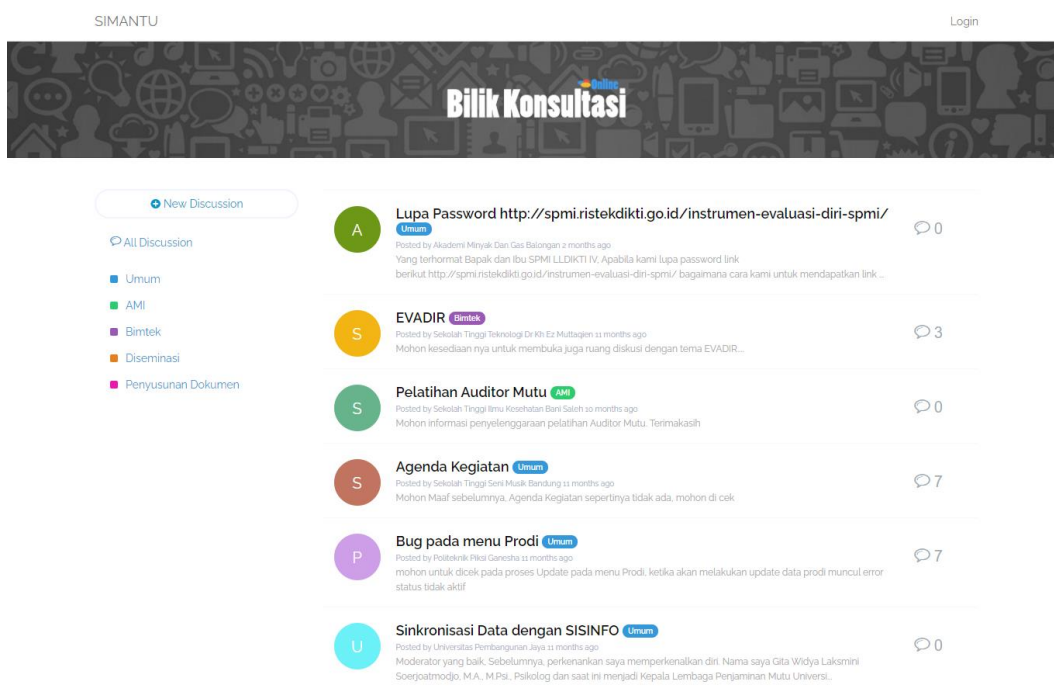 SIMANTU
Login
Online
Bilik Konsultasi
New Discussion
All Discussion
Umum
AMI
Bimtek
Diseminasi
Penyusunan Dokumen
A
Lupa Password http://spmi.ristekdikti.go.id/instrumen-evaluasi-diri-spmi/
Umum
0
Posted by Akademi Minyak Dan Gas Balongan 2 months ago
Yang terhormat Bapak dan Ibu SPMI LLDIKTI IV, Apabila kami lupa password link
berikut http://spmi.ristekdikti.go.id/instrumen-evaluasi-diri-spmi/ bagaimana cara kami untuk mendapatkan link ...
S
EVADIR Bimtek
3
Posted by Sekolah Tinggi Teknologi Dr Kh Ez Muttaqien 11 months ago
Mohon kesediaan nya untuk membuka juga ruang diskusi dengan tema EVADIR....
S
Pelatihan Auditor Mutu AMI
0
Posted by Sekolah Tinggi Ilmu Kesehatan Bani Saleh 10 months ago
Mohon informasi penyelenggaraan pelatihan Auditor Mutu. Terimakasih
S
Agenda Kegiatan Umum
7
Posted by Sekolah Tinggi Seni Musik Bandung 11 months ago
Mohon Maaf sebelumnya, Agenda Kegiatan sepertinya tidak ada, mohon di cek
P
Bug pada menu Prodi Umum
7
Posted by Politeknik Piksi Ganesha 11 months ago
mohon untuk dicek pada proses Update pada menu Prodi, ketika akan melakukan update data prodi muncul error
status tidak aktif
U
Sinkronisasi Data dengan SISINFO Umum
0
Posted by Universitas Pembangunan Jaya 11 months ago
Moderator yang baik, Sebelumnya, perkenankan saya memperkenalkan diri. Nama saya Gita Widya Laksmini
Soerjoatmodjo, M.A., M.Psi., Psikolog dan saat ini menjadi Kepala Lembaga Penjaminan Mutu Universi...